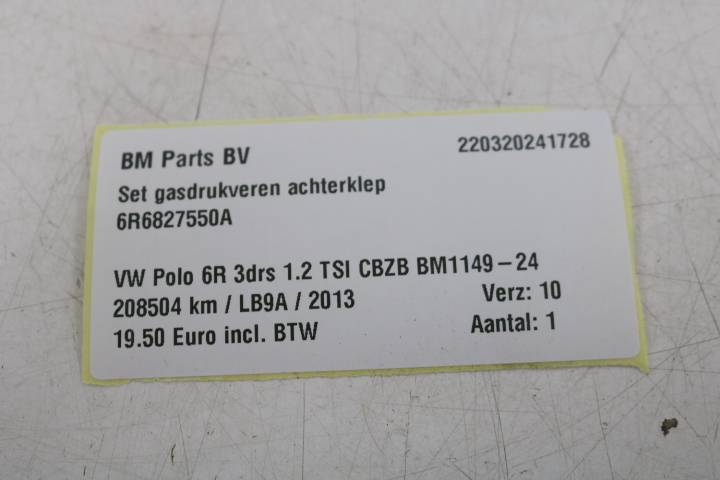 BM Parts BV 220320241728
Set gasdrukveren achterklep
6R6827550A
VW Polo 6R 3drs 1.2 TSI CBZB BM1149-24
208504 km / LB9A / 2013 Verz: 10
19.50 Euro incl. BTW Aantal: 1